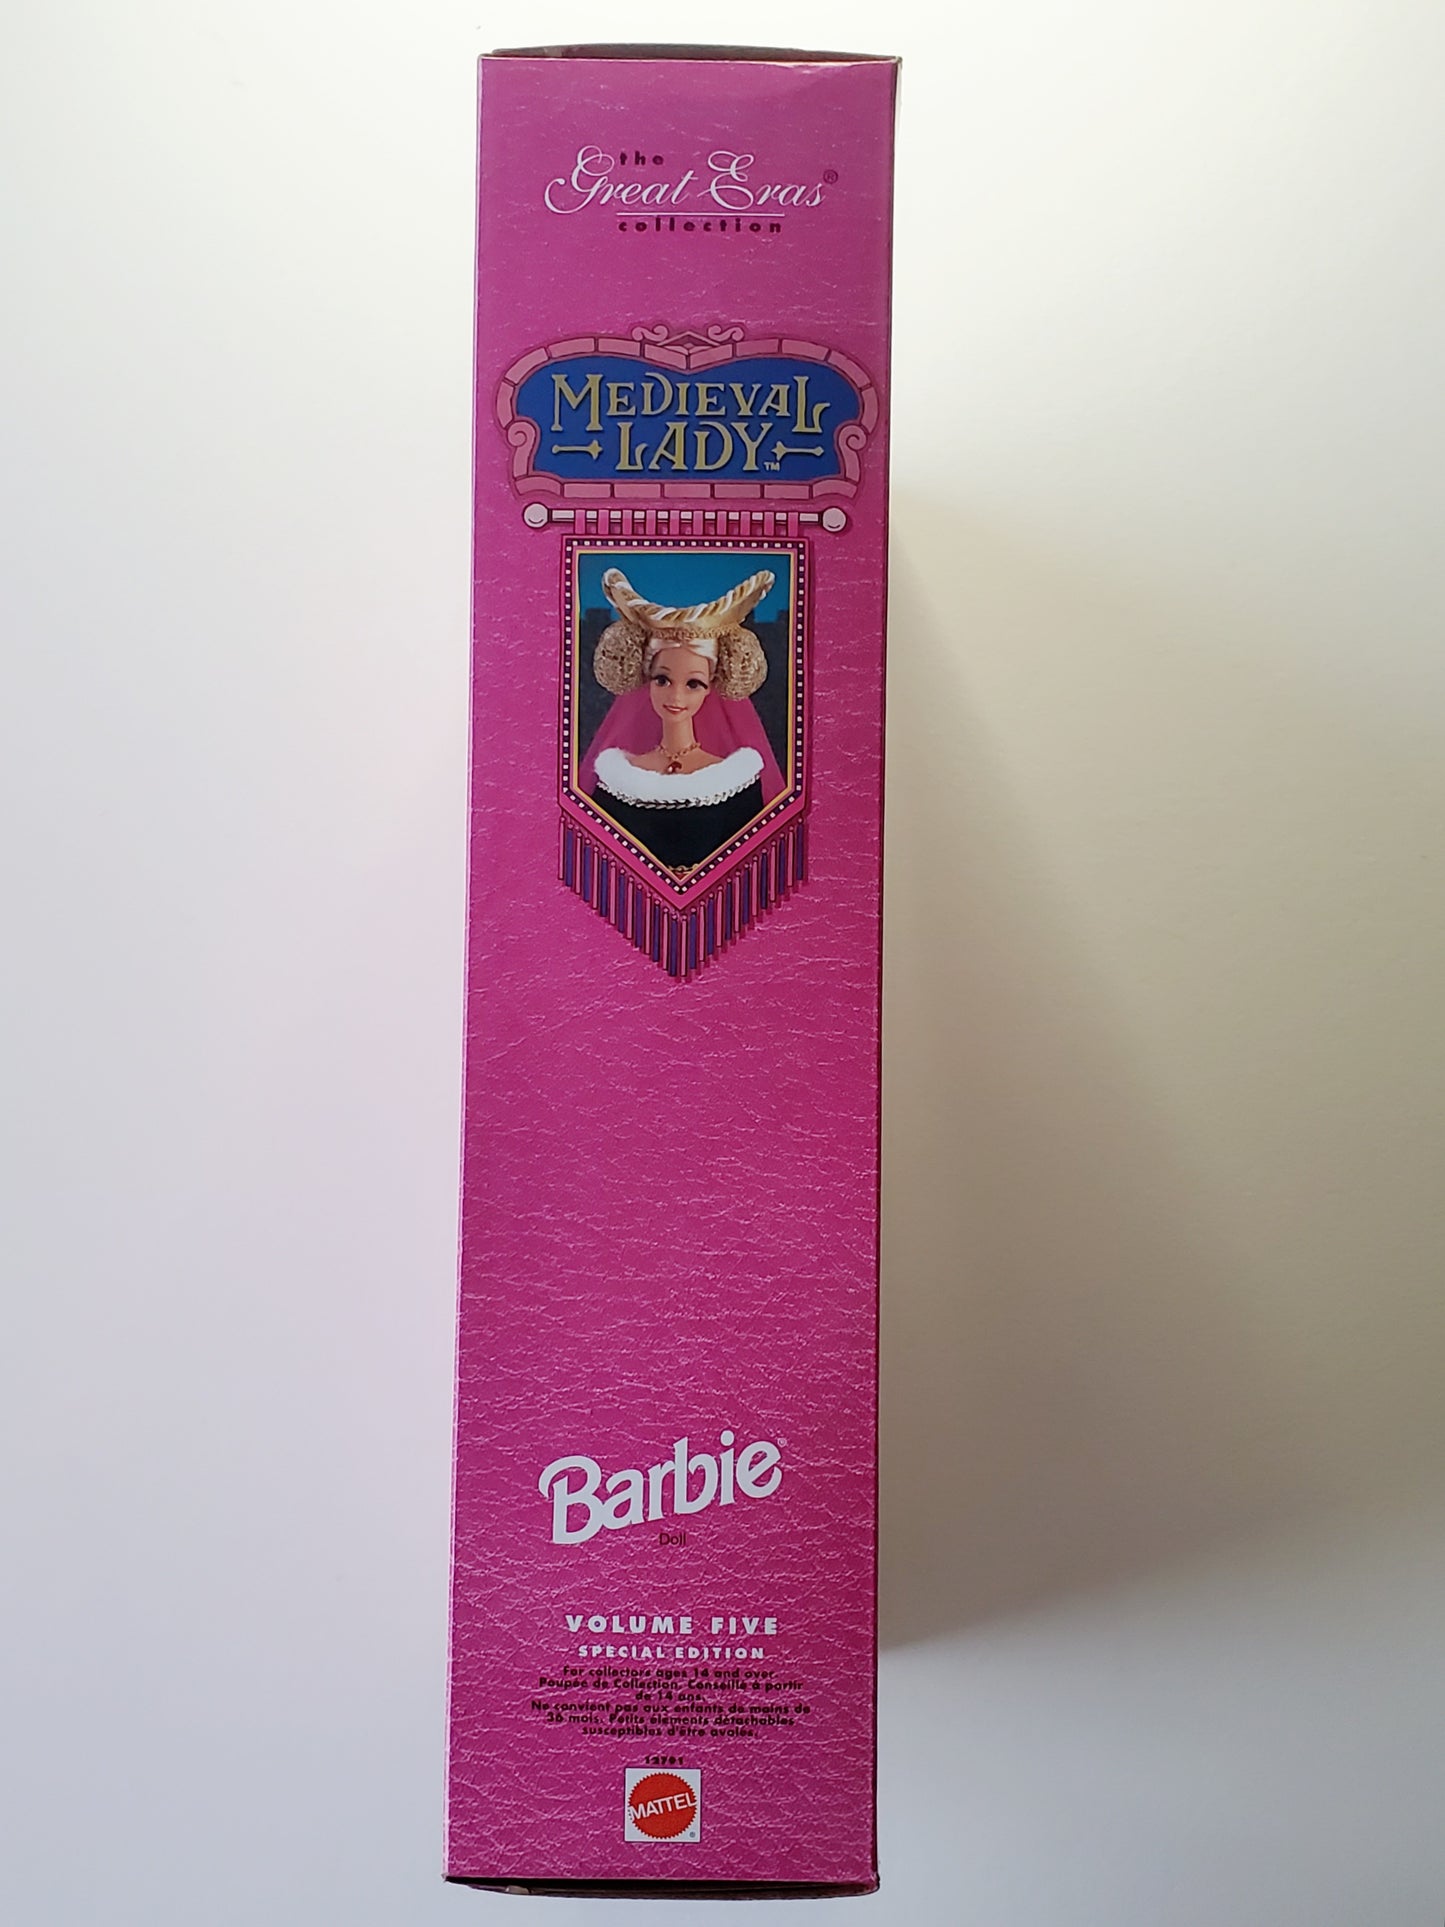 the
Great Eras®
collection
MEDIEVAL
LADY™
Barbie®
Doll
VOLUME FIVE
SPECIAL EDITION
For collectors ages 14 and over.
Poupée de Collection. Conseillé à partir
de 14 ans.
Ne convient pas aux enfants de moins de
36 mois. Petits éléments détachables
susceptibles d'être avalés.
12791
MATTEL
®